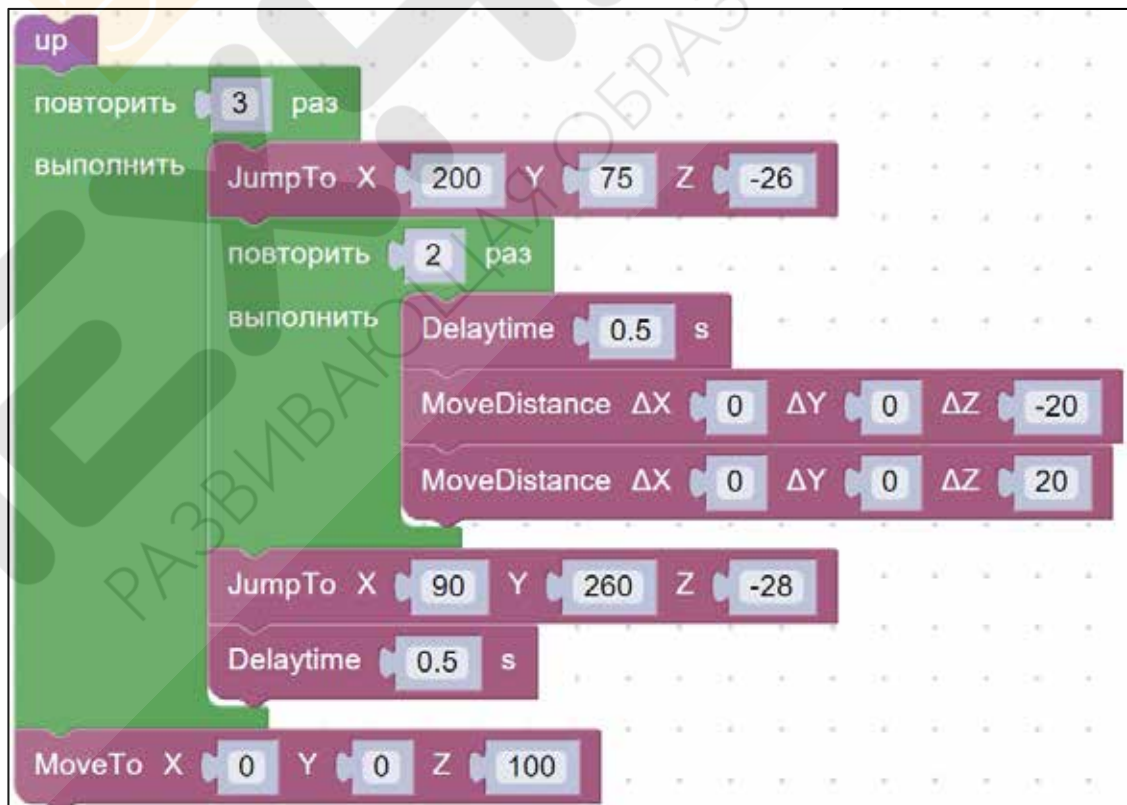 up
повторить 3 раз
выполнить
JumpTo X 200 Y 75 Z -26
повторить 2 раз
выполнить
Delaytime 0.5 s
MoveDistance ΔX 0 ΔY 0 ΔZ -20
MoveDistance ΔX 0 ΔY 0 ΔZ 20
JumpTo X 90 Y 260 Z -28
Delaytime 0.5 s
MoveTo X 0 Y 0 Z 100
РАЗВИВАЮЩАЯ ОБРАЗ